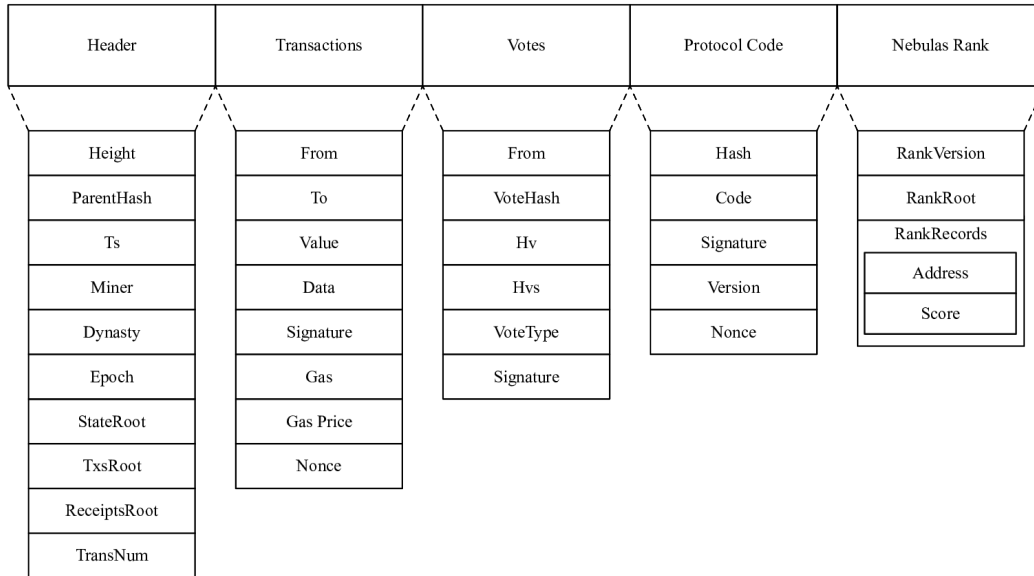 Header
Transactions
Votes
Protocol Code
Nebulas Rank
Height
ParentHash
Ts
Miner
Dynasty
Epoch
StateRoot
TxsRoot
ReceiptsRoot
TransNum
From
To
Value
Data
Signature
Gas
Gas Price
Nonce
From
VoteHash
Hv
Hvs
VoteType
Signature
Hash
Code
Signature
Version
Nonce
RankVersion
RankRoot
RankRecords
Address
Score